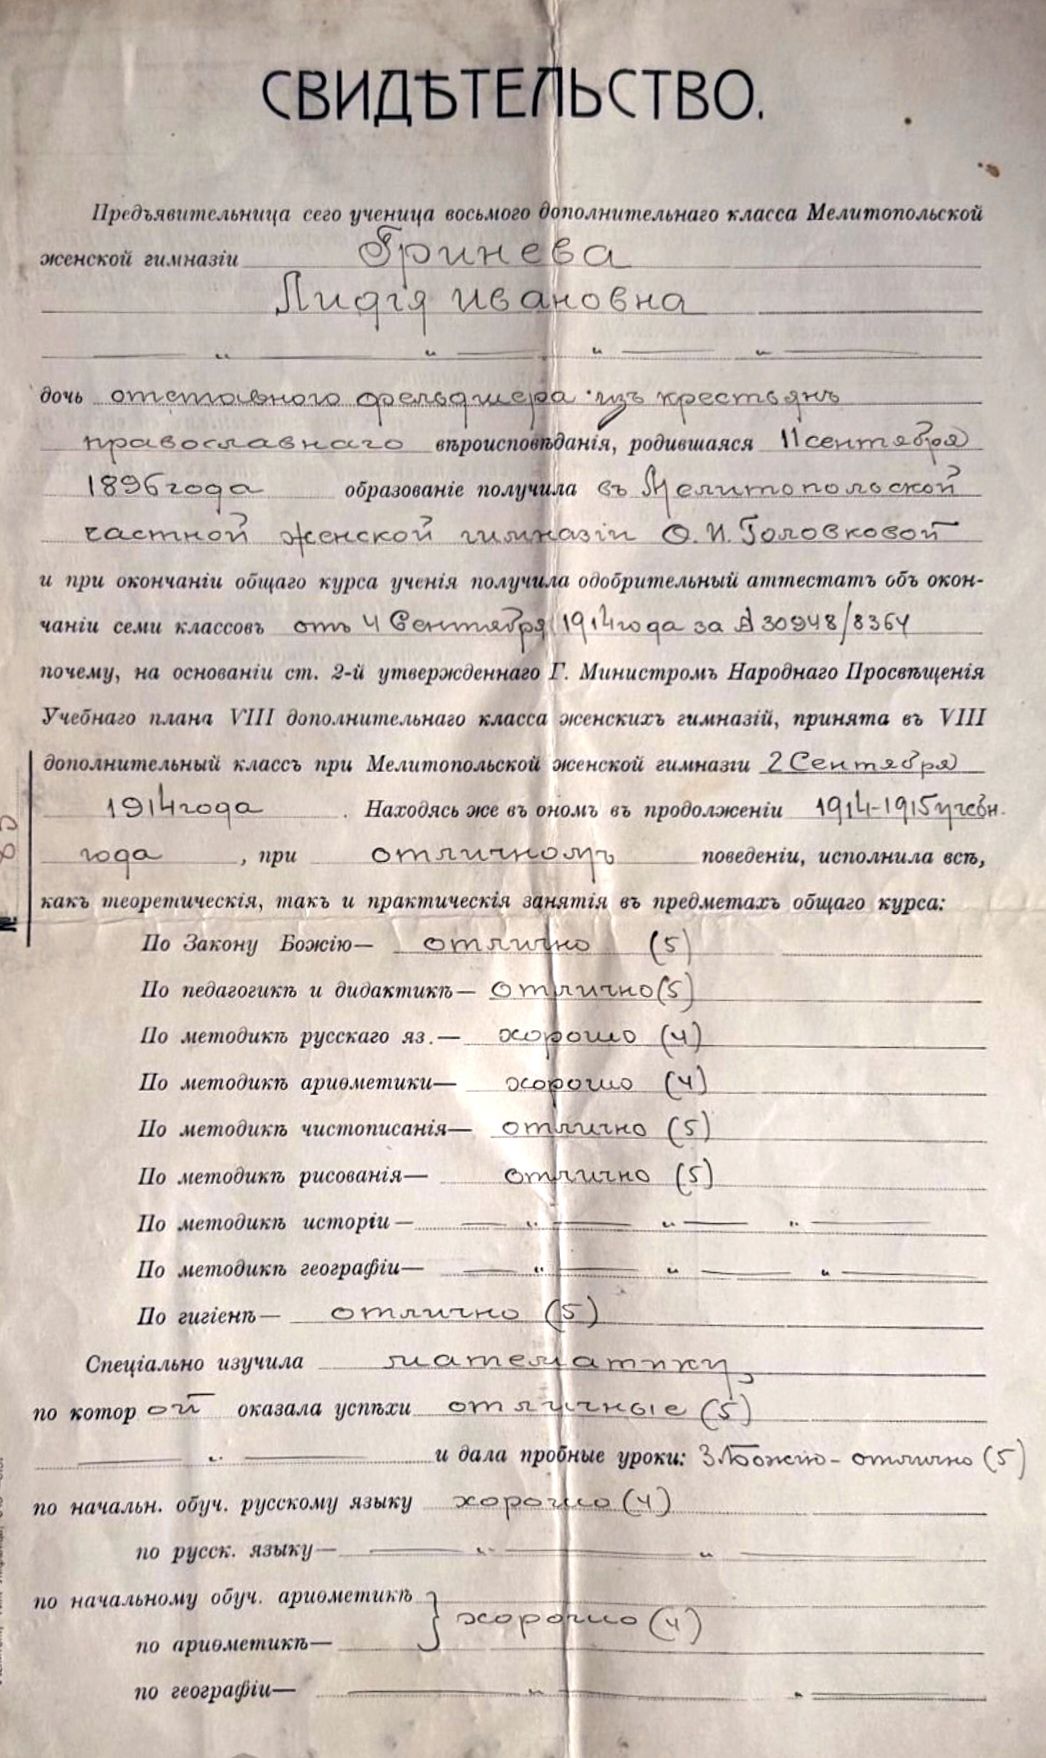 СВИДѢТЕЛЬСТВО.
Предъявительница сего ученица восьмого дополнительнаго класса Мелитопольской
женской гимназіи Гринева
Лидія Ивановна
— „ — „ — „ — „ —
дочь отставного фельдшера изъ крестьянъ
православнаго вѣроисповѣданія, родившаяся 11 сентября
1896 года образованіе получила въ Мелитопольской
частной женской гимназіи О. И. Головковой
и при окончаніи общаго курса ученія получила одобрительный аттестатъ объ окон-
чаніи семи классовъ отъ 4 Сентября 1914 года за № 30948/8364
почему, на основаніи ст. 2-й утвержденнаго Г. Министромъ Народнаго Просвѣщенія
Учебнаго плана VIII дополнительнаго класса женскихъ гимназій, принята въ VIII
дополнительный классъ при Мелитопольской женской гимназіи 2 Сентября
1914 года . Находясь же въ ономъ въ продолженіи 1914-1915 учебн.
года , при отличномъ поведеніи, исполнила всѣ,
какъ теоретическія, такъ и практическія занятія въ предметахъ общаго курса:
По Закону Божію— отлично (5)
По педагогикѣ и дидактикѣ— отлично (5)
По методикѣ русскаго яз.— хорошо (4)
По методикѣ ариѳметики— хорошо (4)
По методикѣ чистописанія— отлично (5)
По методикѣ рисованія— отлично (5)
По методикѣ исторіи— — „ — „ — „ —
По методикѣ географіи— — „ — „ — „ —
По гигіенѣ— отлично (5)
Спеціально изучила математику,
по котор ой оказала успѣхи отличные (5)
— „ — и дала пробные уроки: З. Божію - отлично (5)
по начальн. обуч. русскому языку хорошо (4)
по русск. языку— — „ — „ —
по начальному обуч. ариѳметикѣ } хорошо (4)
по ариѳметикѣ—
по географіи— — „ — „ —
№